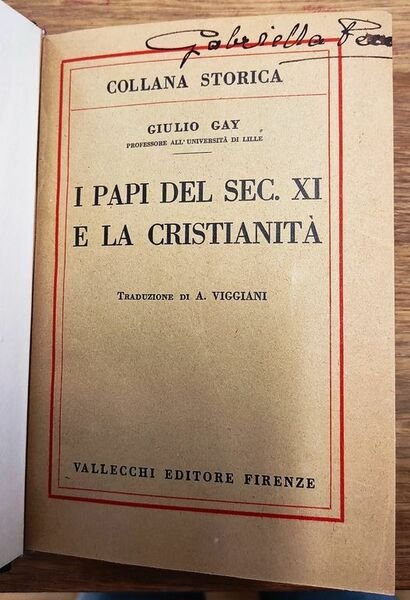 Gabriella
COLLANA STORICA
GIULIO GAY
PROFESSORE ALL'UNIVERSITÀ DI LILLE
I PAPI DEL SEC. XI
E LA CRISTIANITÀ
TRADUZIONE DI A. VIGGIANI
VALLECCHI EDITORE FIRENZE